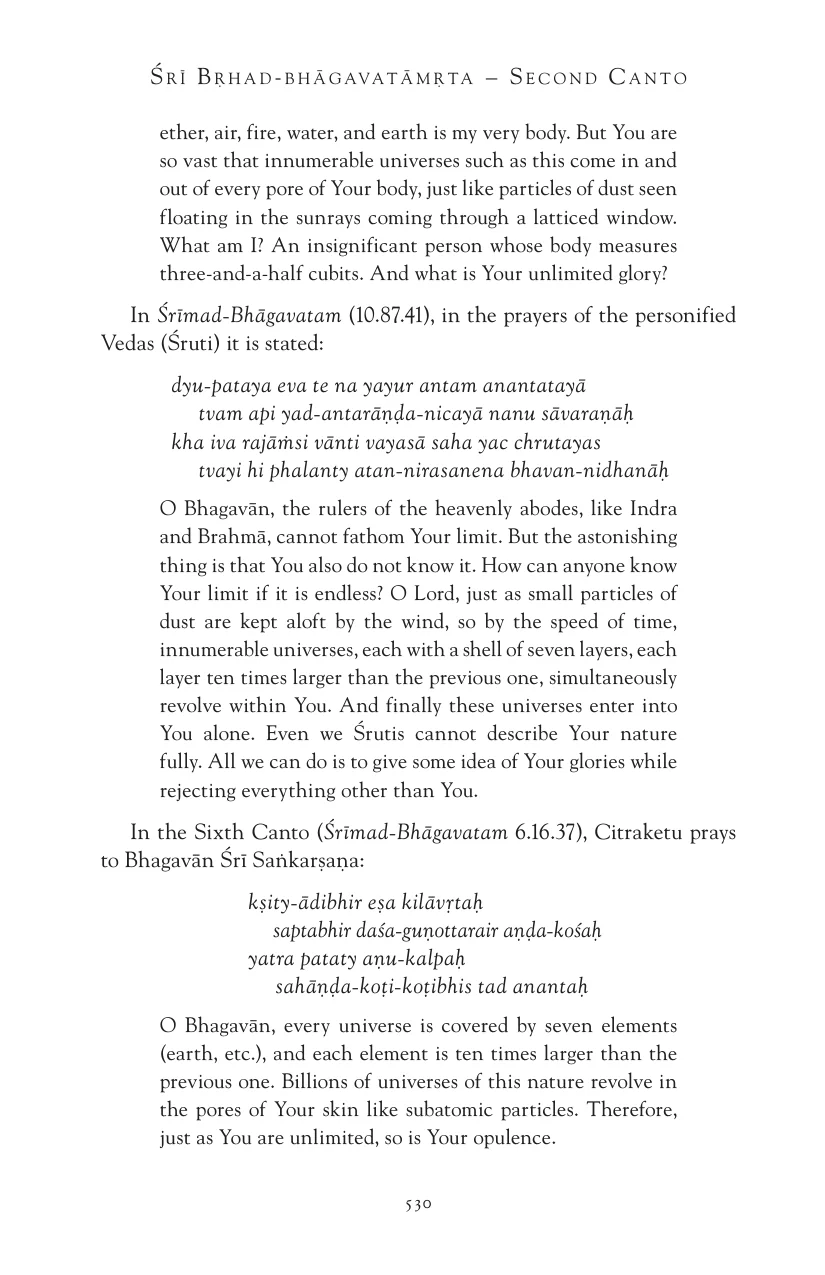 Śrī Bṛhad-bhāgavatāmṛta – Second Canto
ether, air, fire, water, and earth is my very body. But You are
so vast that innumerable universes such as this come in and
out of every pore of Your body, just like particles of dust seen
floating in the sunrays coming through a latticed window.
What am I? An insignificant person whose body measures
three-and-a-half cubits. And what is Your unlimited glory?
In Śrīmad-Bhāgavatam (10.87.41), in the prayers of the personified
Vedas (Śruti) it is stated:
dyu-pataya eva te na yayur antam anantatayā
tvam api yad-antarāṇḍa-nicayā nanu sāvaraṇāḥ
kha iva rajāṁsi vānti vayasā saha yac chrutayas
tvayi hi phalanty atan-nirasanena bhavan-nidhanāḥ
O Bhagavān, the rulers of the heavenly abodes, like Indra
and Brahmā, cannot fathom Your limit. But the astonishing
thing is that You also do not know it. How can anyone know
Your limit if it is endless? O Lord, just as small particles of
dust are kept aloft by the wind, so by the speed of time,
innumerable universes, each with a shell of seven layers, each
layer ten times larger than the previous one, simultaneously
revolve within You. And finally these universes enter into
You alone. Even we Śrutis cannot describe Your nature
fully. All we can do is to give some idea of Your glories while
rejecting everything other than You.
In the Sixth Canto (Śrīmad-Bhāgavatam 6.16.37), Citraketu prays
to Bhagavān Śrī Saṅkarṣaṇa:
kṣity-ādibhir eṣa kilāvṛtaḥ
saptabhir daśa-guṇottarair aṇḍa-kośaḥ
yatra pataty aṇu-kalpaḥ
sahāṇḍa-koṭi-koṭibhis tad anantaḥ
O Bhagavān, every universe is covered by seven elements
(earth, etc.), and each element is ten times larger than the
previous one. Billions of universes of this nature revolve in
the pores of Your skin like subatomic particles. Therefore,
just as You are unlimited, so is Your opulence.
530